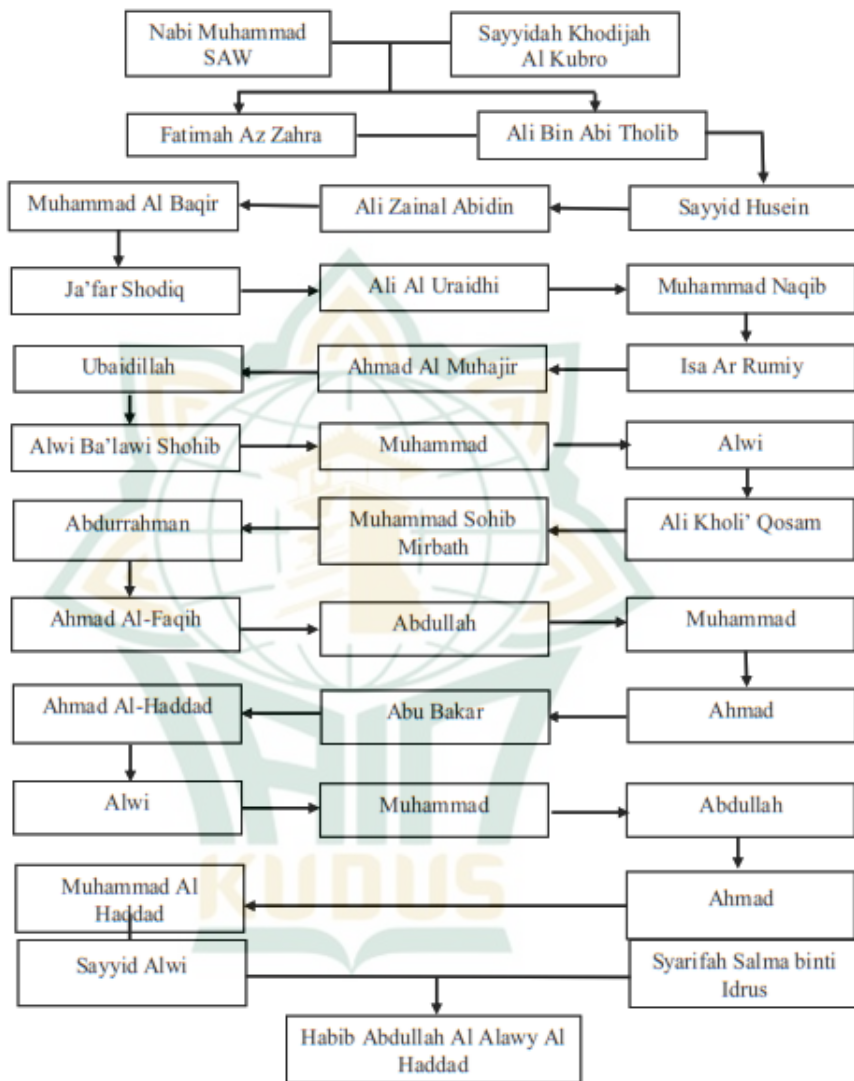 Nabi Muhammad
SAW
Sayyidah Khodijah
Al Kubro
Fatimah Az Zahra
Ali Bin Abi Tholib
Muhammad Al Baqir
Ali Zainal Abidin
Sayyid Husein
Ja'far Shodiq
Ali Al Uraidhi
Muhammad Naqib
Ubaidillah
Ahmad Al Muhajir
Isa Ar Rumiy
Alwi Ba'lawi Shohib
Muhammad
Alwi
Abdurrahman
Muhammad Sohib
Mirbath
Ali Kholi' Qosam
Ahmad Al-Faqih
Abdullah
Muhammad
Ahmad Al-Haddad
Abu Bakar
Ahmad
Alwi
Muhammad
Abdullah
KUDUS
Muhammad Al
Haddad
Ahmad
Sayyid Alwi
Syarifah Salma binti
Idrus
Habib Abdullah Al Alawy Al
Haddad